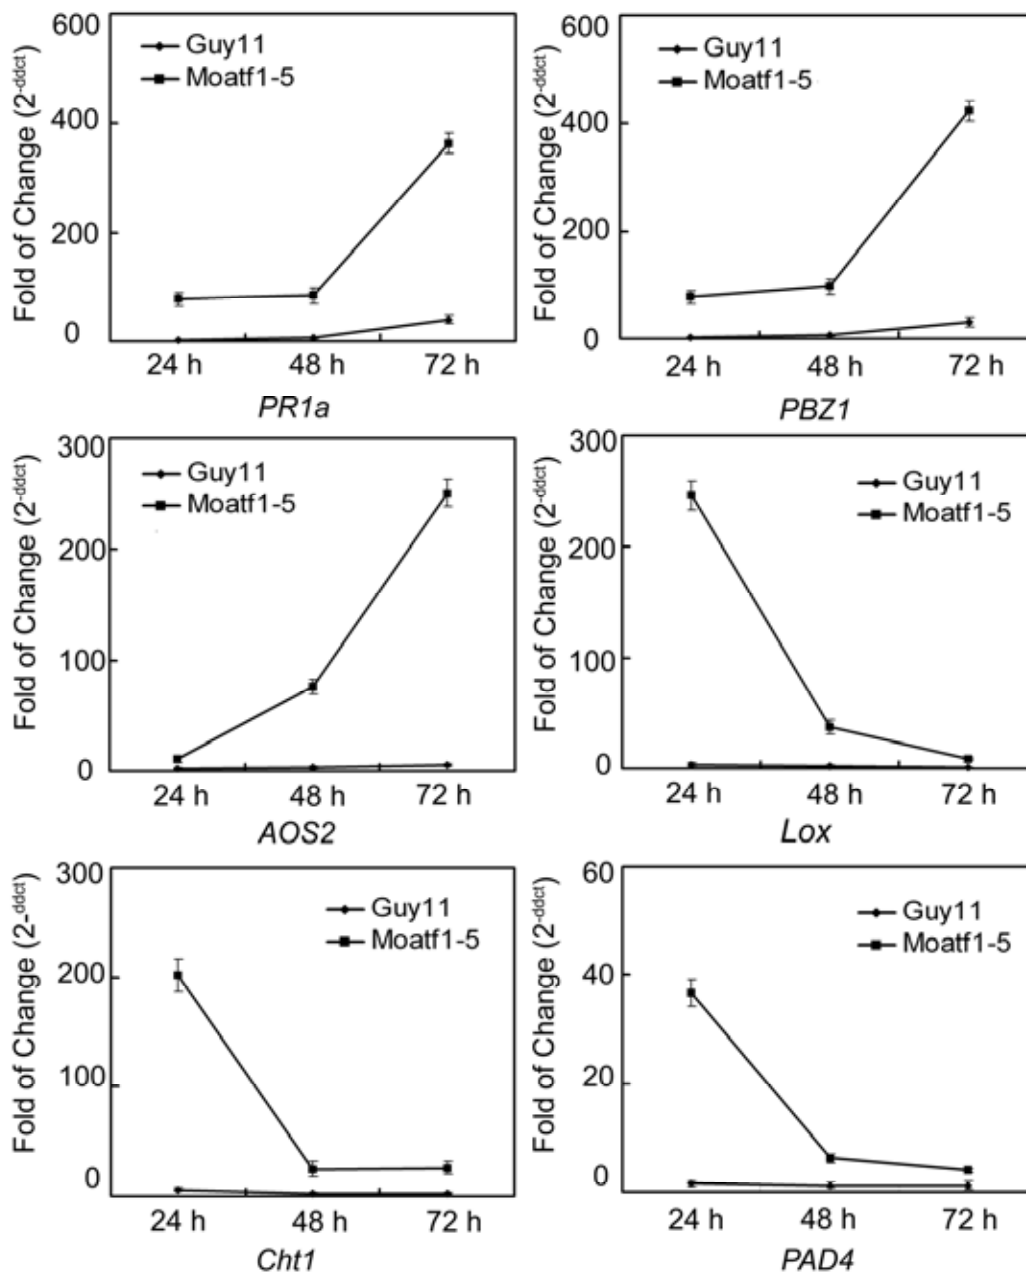 Fold of Change (2-ddct)
600
400
200
0
Guy11
Moatf1-5
24 h 48 h 72 h
PR1a
Fold of Change (2-ddct)
600
400
200
0
Guy11
Moatf1-5
24 h 48 h 72 h
PBZ1
Fold of Change (2-ddct)
300
200
100
0
Guy11
Moatf1-5
24 h 48 h 72 h
AOS2
Fold of Change (2-ddct)
300
200
100
0
Guy11
Moatf1-5
24 h 48 h 72 h
Lox
Fold of Change (2-ddct)
300
200
100
0
Guy11
Moatf1-5
24 h 48 h 72 h
Cht1
Fold of Change (2-ddct)
60
40
20
0
Guy11
Moatf1-5
24 h 48 h 72 h
PAD4